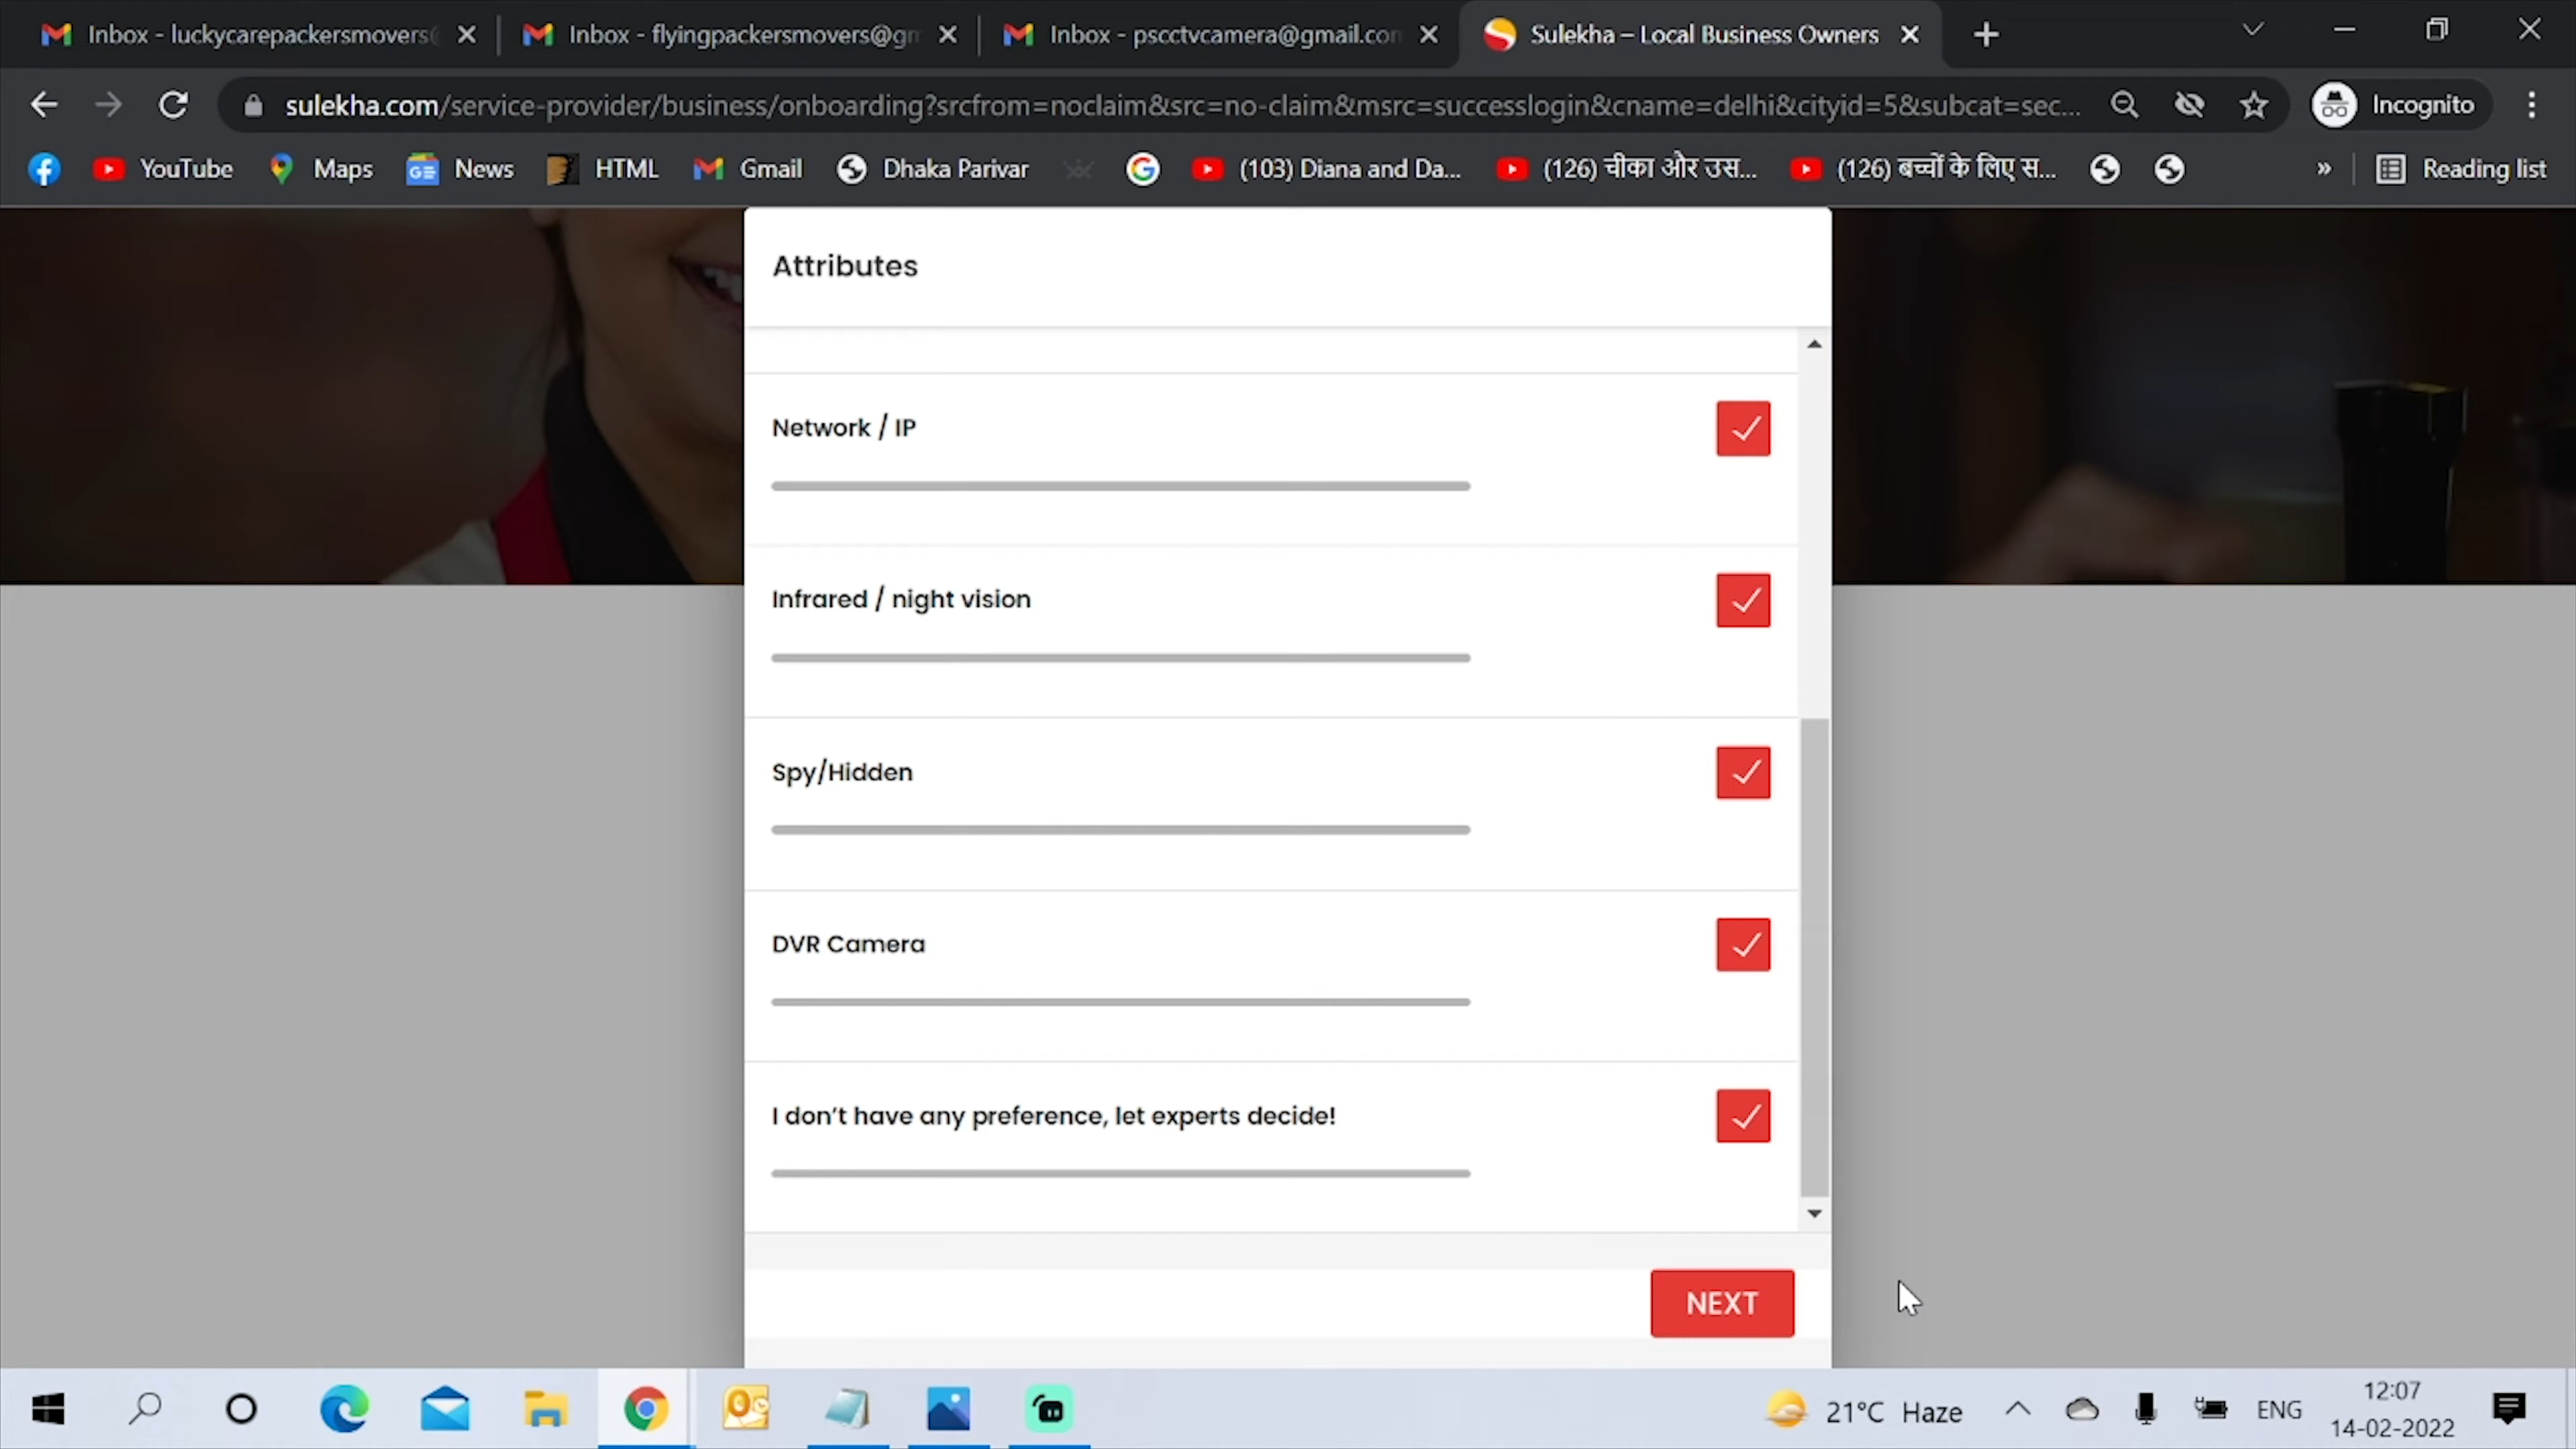 Inbox - luckycarepackersmovers@
Inbox - flyingpackersmovers@gm
Inbox - pscctvcamera@gmail.com
Sulekha – Local Business Owners
sulekha.com/service-provider/business/onboarding?srcfrom=noclaim&src=no-claim&msrc=successlogin&cname=delhi&cityid=5&subcat=sec...
Incognito
YouTube
Maps
News
HTML
Gmail
Dhaka Parivar
(103) Diana and Da...
(126) चीका और उस...
(126) बच्चों के लिए स...
»
Reading list
Attributes
Network / IP
Infrared / night vision
Spy/Hidden
DVR Camera
I don’t have any preference, let experts decide!
NEXT
21°C Haze
ENG
12:07
14-02-2022